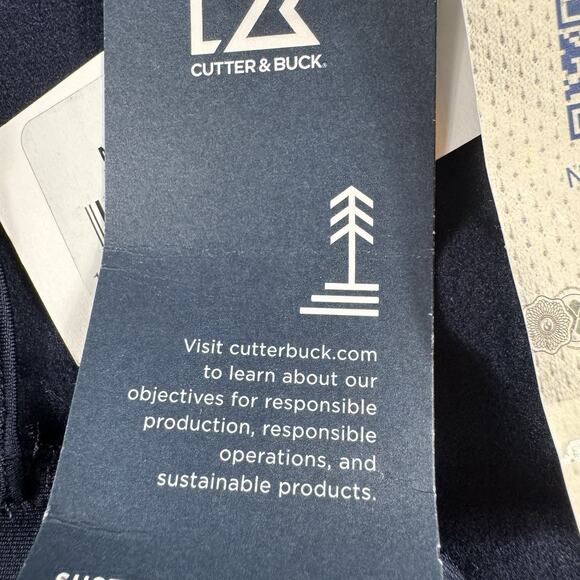 CUTTER & BUCK®
Visit cutterbuck.com
to learn about our
objectives for responsible
production, responsible
operations, and
sustainable products.